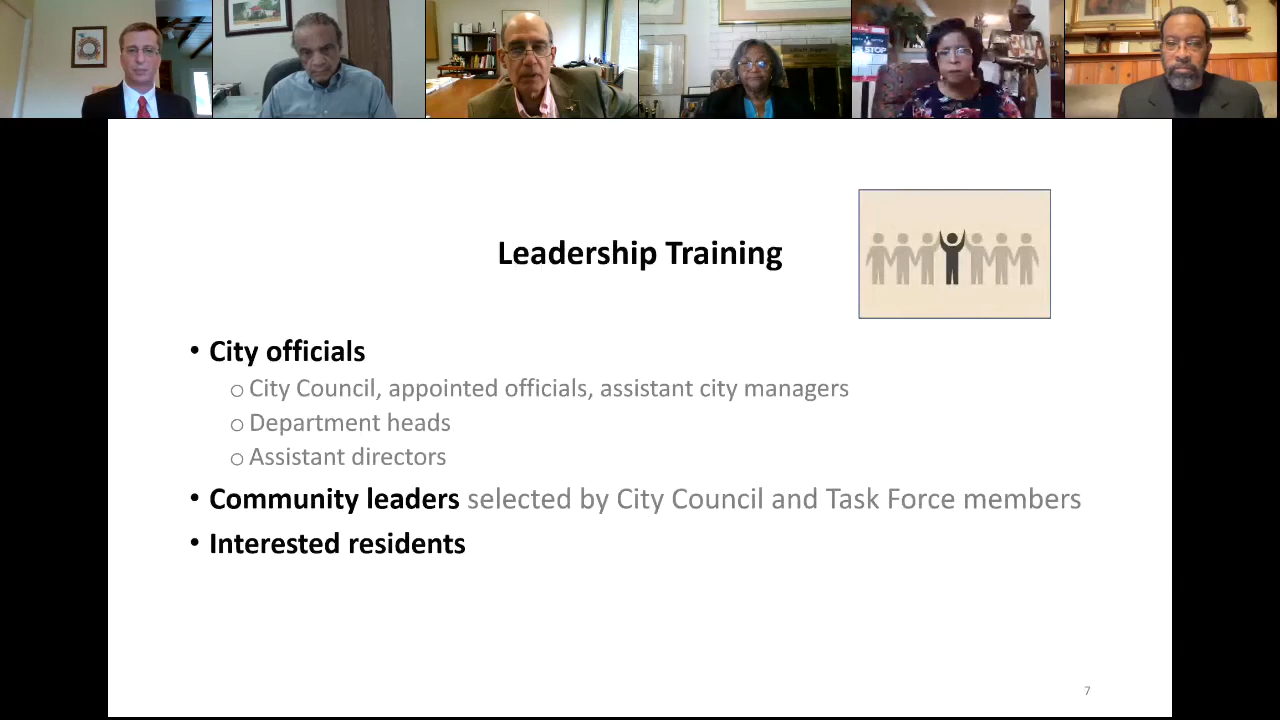 STOP
Leadership Training
• City officials
o City Council, appointed officials, assistant city managers
o Department heads
o Assistant directors
• Community leaders selected by City Council and Task Force members
• Interested residents
7